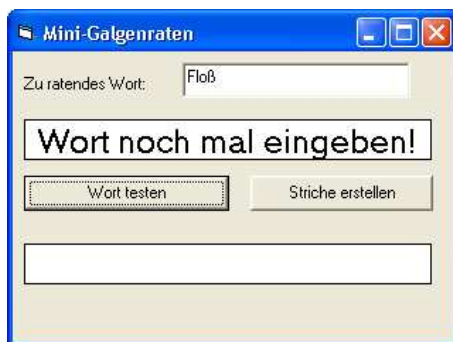 Mini-Galgenraten
Zu ratendes Wort: Floß
Wort noch mal eingeben!
Wort testen Striche erstellen